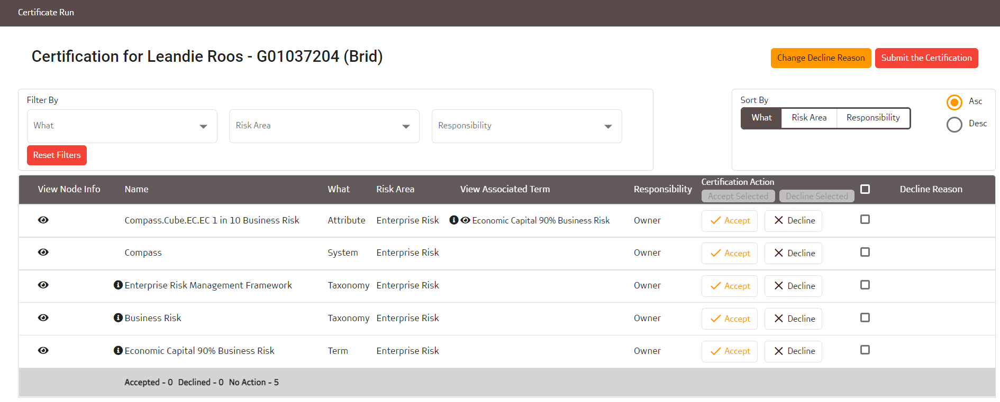 Certificate Run
Certification for Leandie Roos - G01037204 (Brid)
Change Decline Reason
Submit the Certification
Filter By
What
Risk Area
Responsibility
Reset Filters
Sort By
What
Risk Area
Responsibility
Asc
Desc
View Node Info Name What Risk Area View Associated Term Responsibility Certification Action Decline Reason
Accept Selected Decline Selected
Compass.Cube.EC.EC 1 in 10 Business Risk Attribute Enterprise Risk Economic Capital 90% Business Risk Owner Accept Decline
Compass System Enterprise Risk Owner Accept Decline
Enterprise Risk Management Framework Taxonomy Enterprise Risk Owner Accept Decline
Business Risk Taxonomy Enterprise Risk Owner Accept Decline
Economic Capital 90% Business Risk Term Enterprise Risk Owner Accept Decline
Accepted - 0 Declined - 0 No Action - 5